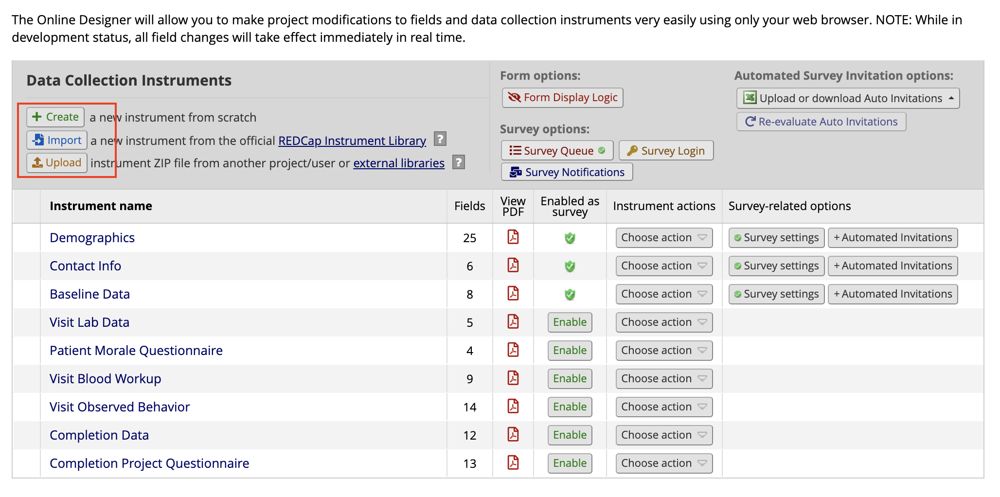 The Online Designer will allow you to make project modifications to fields and data collection instruments very easily using only your web browser. NOTE: While in
development status, all field changes will take effect immediately in real time.
Data Collection Instruments
+ Create a new instrument from scratch
Import a new instrument from the official REDCap Instrument Library ?
Upload instrument ZIP file from another project/user or external libraries ?
Form options:
Form Display Logic
Survey options:
Survey Queue Survey Login
Survey Notifications
Automated Survey Invitation options:
Upload or download Auto Invitations
Re-evaluate Auto Invitations
Instrument name Fields View PDF Enabled as survey Instrument actions Survey-related options
Demographics 25 Choose action Survey settings + Automated Invitations
Contact Info 6 Choose action Survey settings + Automated Invitations
Baseline Data 8 Choose action Survey settings + Automated Invitations
Visit Lab Data 5 Enable Choose action
Patient Morale Questionnaire 4 Enable Choose action
Visit Blood Workup 9 Enable Choose action
Visit Observed Behavior 14 Enable Choose action
Completion Data 12 Enable Choose action
Completion Project Questionnaire 13 Enable Choose action